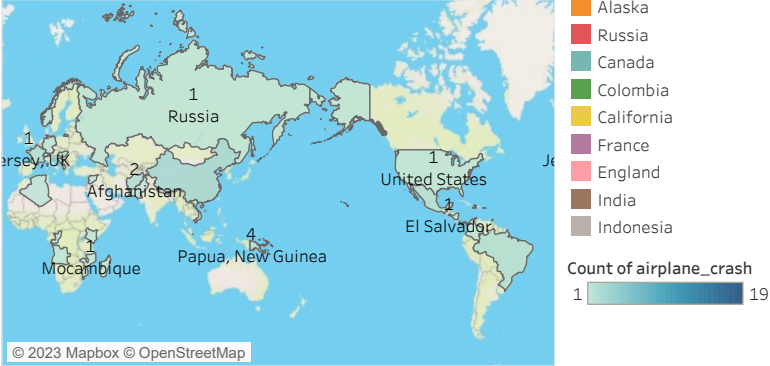 1
Russia
1
ersey, UK
2
Afghanistan
1
United States
1
El Salvador
4
Papua, New Guinea
1
Mocambique
Je
© 2023 Mapbox © OpenStreetMap
Alaska
Russia
Canada
Colombia
California
France
England
India
Indonesia
Count of airplane_crash
1 19